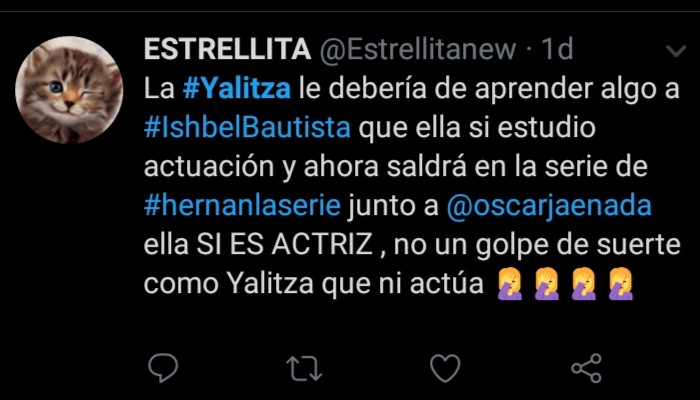 ESTRELLITA @Estrellitanew · 1d
La #Yalitza le debería de aprender algo a
#IshbelBautista que ella si estudio
actuación y ahora saldrá en la serie de
#hernanlaserie junto a @oscarjaenada
ella SI ES ACTRIZ , no un golpe de suerte
como Yalitza que ni actúa 🤦‍♀️🤦‍♀️🤦‍♀️🤦‍♀️